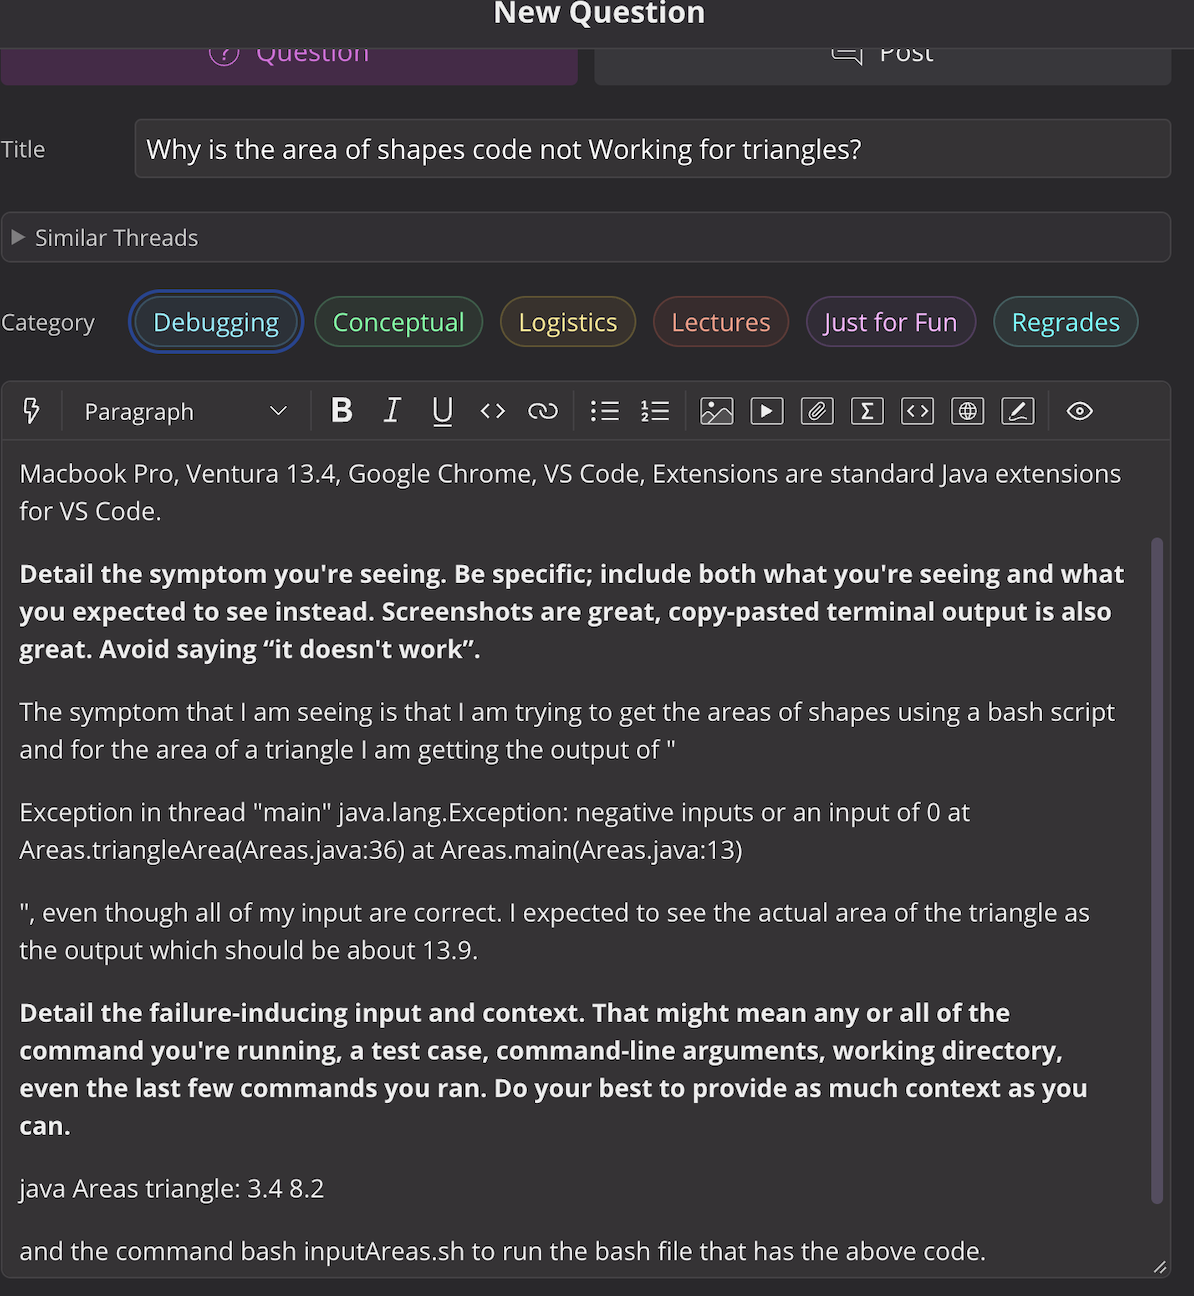 New Question
Question
Post
Title
Why is the area of shapes code not Working for triangles?
Similar Threads
Category
Debugging
Conceptual
Logistics
Lectures
Just for Fun
Regrades
Paragraph
B I U
Macbook Pro, Ventura 13.4, Google Chrome, VS Code, Extensions are standard Java extensions
for VS Code.
Detail the symptom you're seeing. Be specific; include both what you're seeing and what
you expected to see instead. Screenshots are great, copy-pasted terminal output is also
great. Avoid saying “it doesn't work”.
The symptom that I am seeing is that I am trying to get the areas of shapes using a bash script
and for the area of a triangle I am getting the output of "
Exception in thread "main" java.lang.Exception: negative inputs or an input of 0 at
Areas.triangleArea(Areas.java:36) at Areas.main(Areas.java:13)
", even though all of my input are correct. I expected to see the actual area of the triangle as
the output which should be about 13.9.
Detail the failure-inducing input and context. That might mean any or all of the
command you're running, a test case, command-line arguments, working directory,
even the last few commands you ran. Do your best to provide as much context as you
can.
java Areas triangle: 3.4 8.2
and the command bash inputAreas.sh to run the bash file that has the above code.